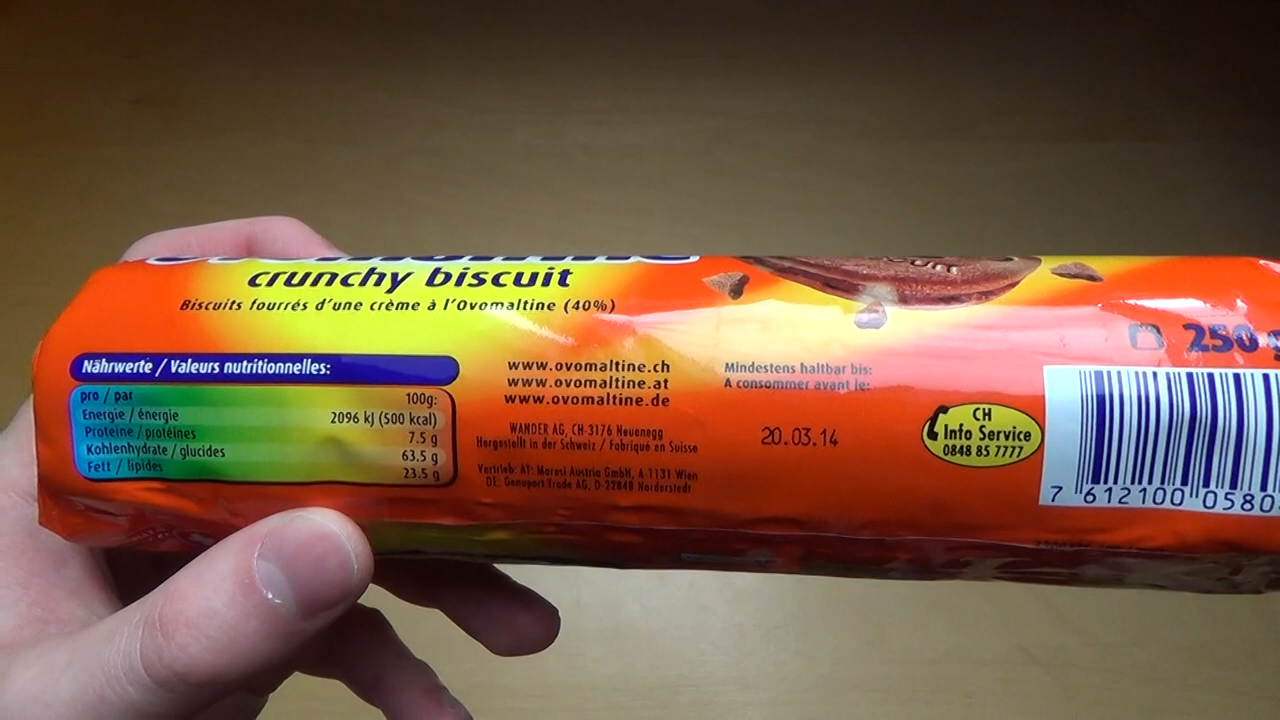 crunchy biscuit
Biscuits fourrés d'une crème à l'Ovomaltine (40%)
250 g
Nährwerte / Valeurs nutritionnelles:
pro / par 100g:
Energie / énergie 2096 kJ (500 kcal)
Proteine / protéines 7.5 g
Kohlenhydrate / glucides 63.5 g
Fett / lipides 23.5 g
www.ovomaltine.ch
www.ovomaltine.at
www.ovomaltine.de
WANDER AG, CH-3176 Neuenegg
Hergestellt in der Schweiz / Fabriqué en Suisse
Vertrieb: AT: Moresi Austria GmbH, A-1131 Wien
DE: Genuport Trade AG, D-22848 Norderstedt
Mindestens haltbar bis:
A consommer avant le:
20.03.14
CH
Info Service
0848 85 7777
7 612100 0580